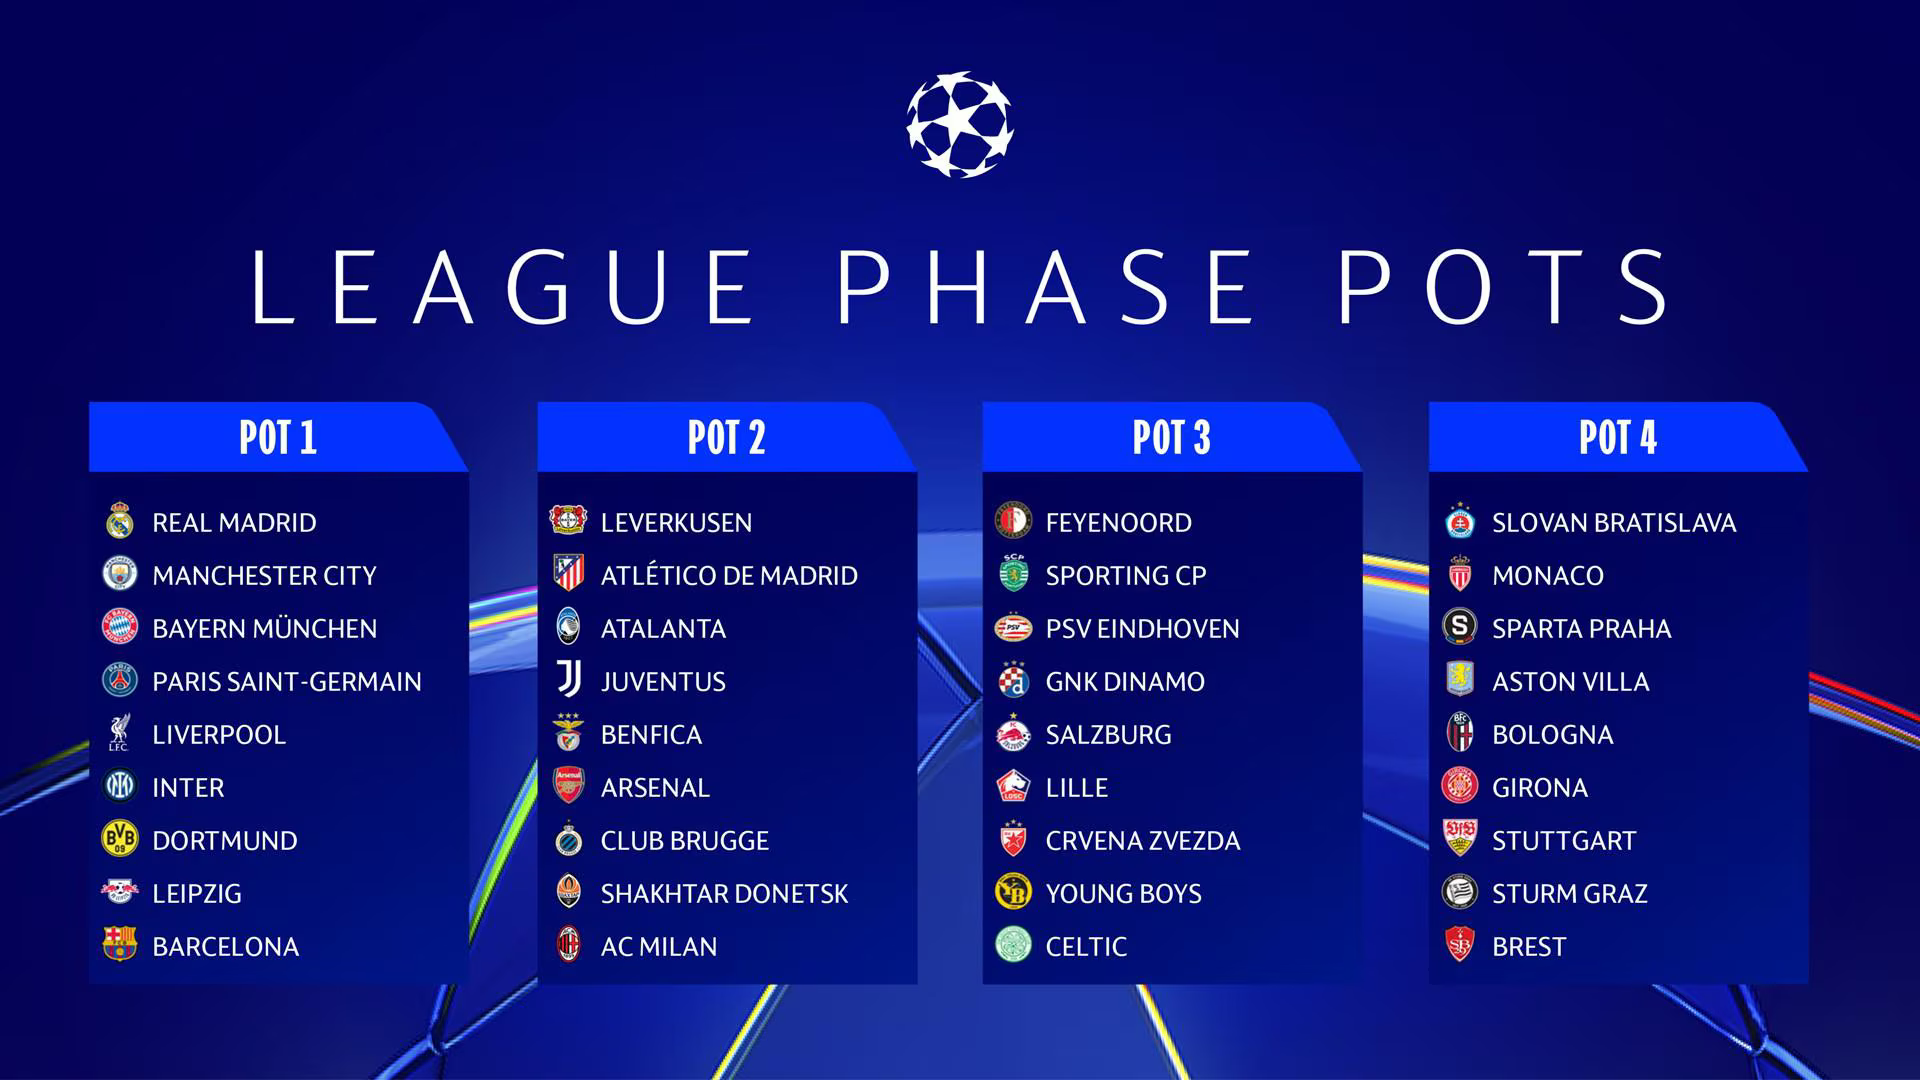 LEAGUE PHASE POTS
POT 1
REAL MADRID
MANCHESTER CITY
BAYERN MÜNCHEN
PARIS SAINT-GERMAIN
LIVERPOOL
INTER
DORTMUND
LEIPZIG
BARCELONA
POT 2
LEVERKUSEN
ATLÉTICO DE MADRID
ATALANTA
JUVENTUS
BENFICA
ARSENAL
CLUB BRUGGE
SHAKHTAR DONETSK
AC MILAN
POT 3
FEYENOORD
SPORTING CP
PSV EINDHOVEN
GNK DINAMO
SALZBURG
LILLE
CRVENA ZVEZDA
YOUNG BOYS
CELTIC
POT 4
SLOVAN BRATISLAVA
MONACO
SPARTA PRAHA
ASTON VILLA
BOLOGNA
GIRONA
STUTTGART
STURM GRAZ
BREST